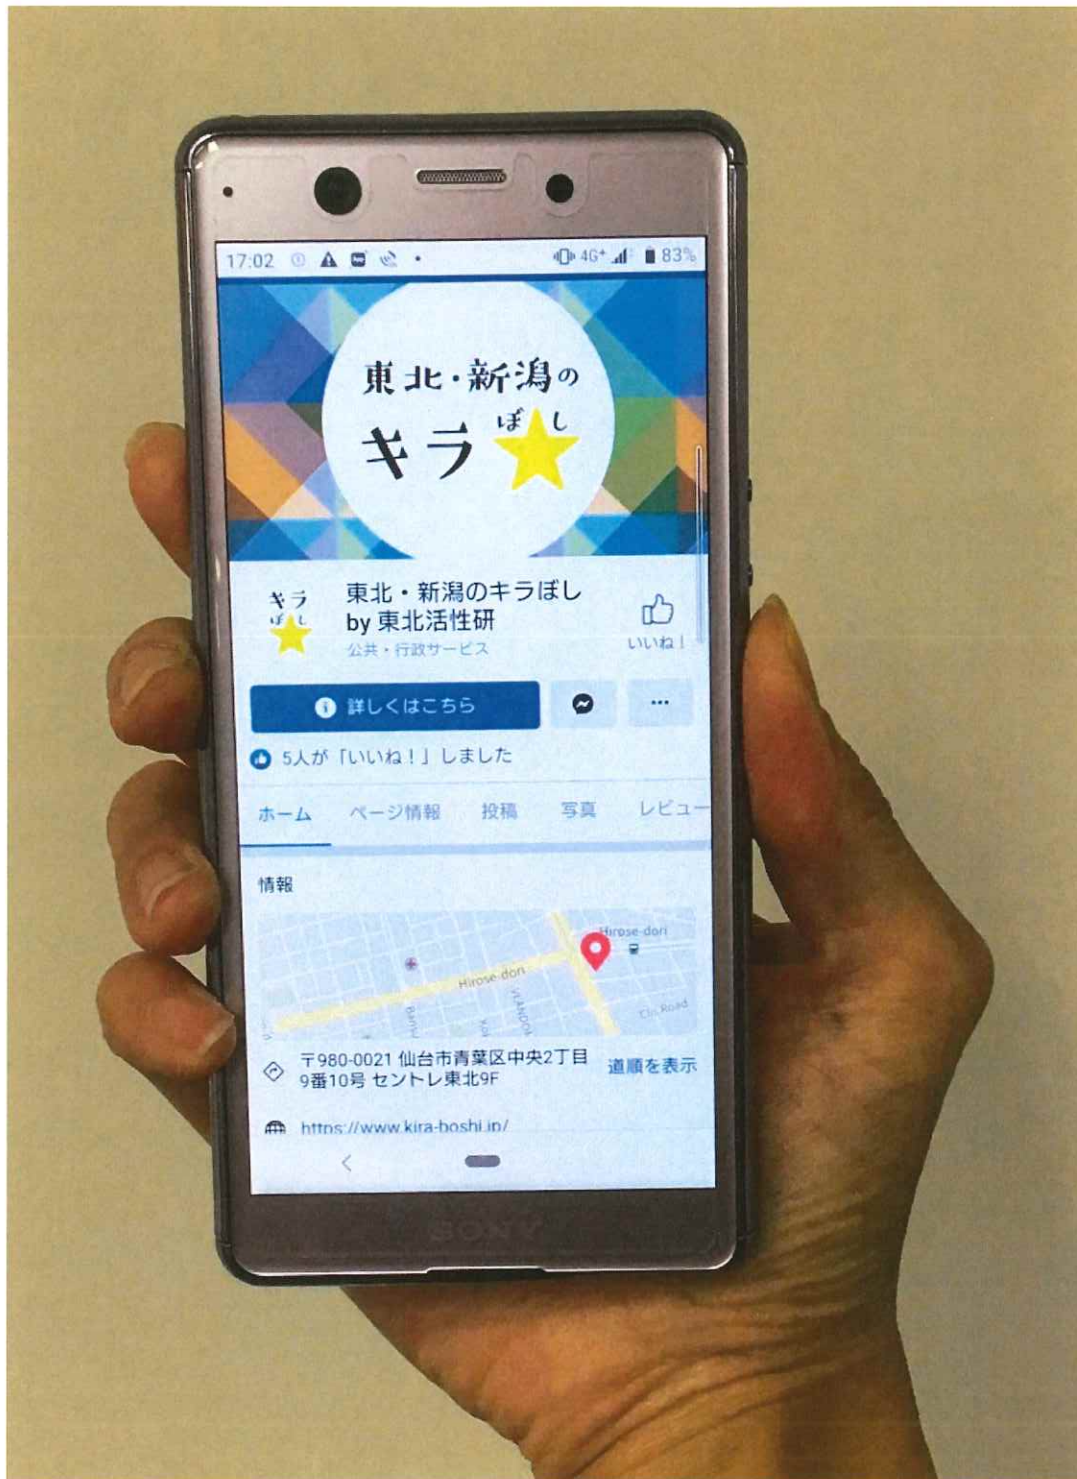 17:02
4G+ 83%
東北・新潟の
ぼし
キラ
キラ
ぼし
東北・新潟のキラぼし
by 東北活性研
公共・行政サービス
いいね！
詳しくはこちら
5人が「いいね！」しました
ホーム ページ情報 投稿 写真 レビュー
情報
Hirose-dori
Hirose-dori
Clis Road
〒980-0021 仙台市青葉区中央2丁目
9番10号 セントレ東北9F
道順を表示
https://www.kira-boshi.jp/
SONY